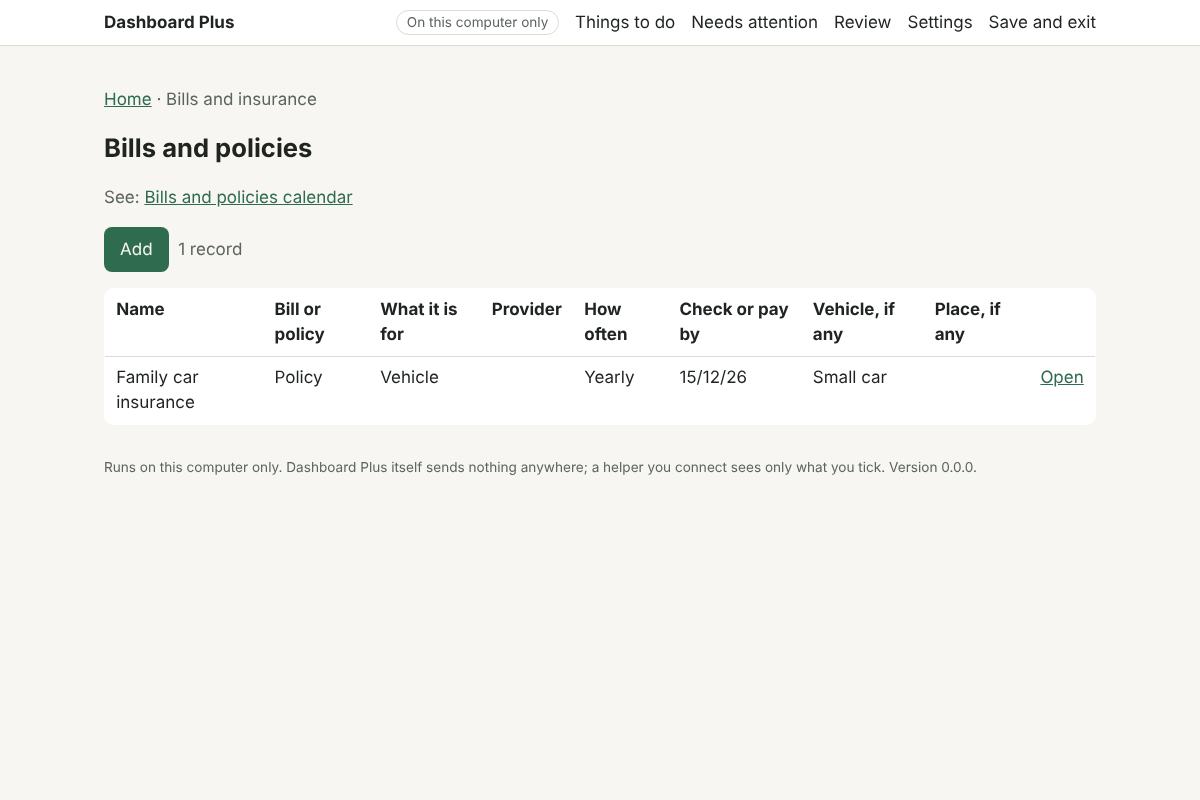 Dashboard Plus
On this computer only
Things to do
Needs attention
Review
Settings
Save and exit
Home · Bills and insurance
Bills and policies
See: Bills and policies calendar
Add
1 record
Name
Bill or policy
What it is for
Provider
How often
Check or pay by
Vehicle, if any
Place, if any
Family car insurance
Policy
Vehicle
Yearly
15/12/26
Small car
Open
Runs on this computer only. Dashboard Plus itself sends nothing anywhere; a helper you connect sees only what you tick. Version 0.0.0.